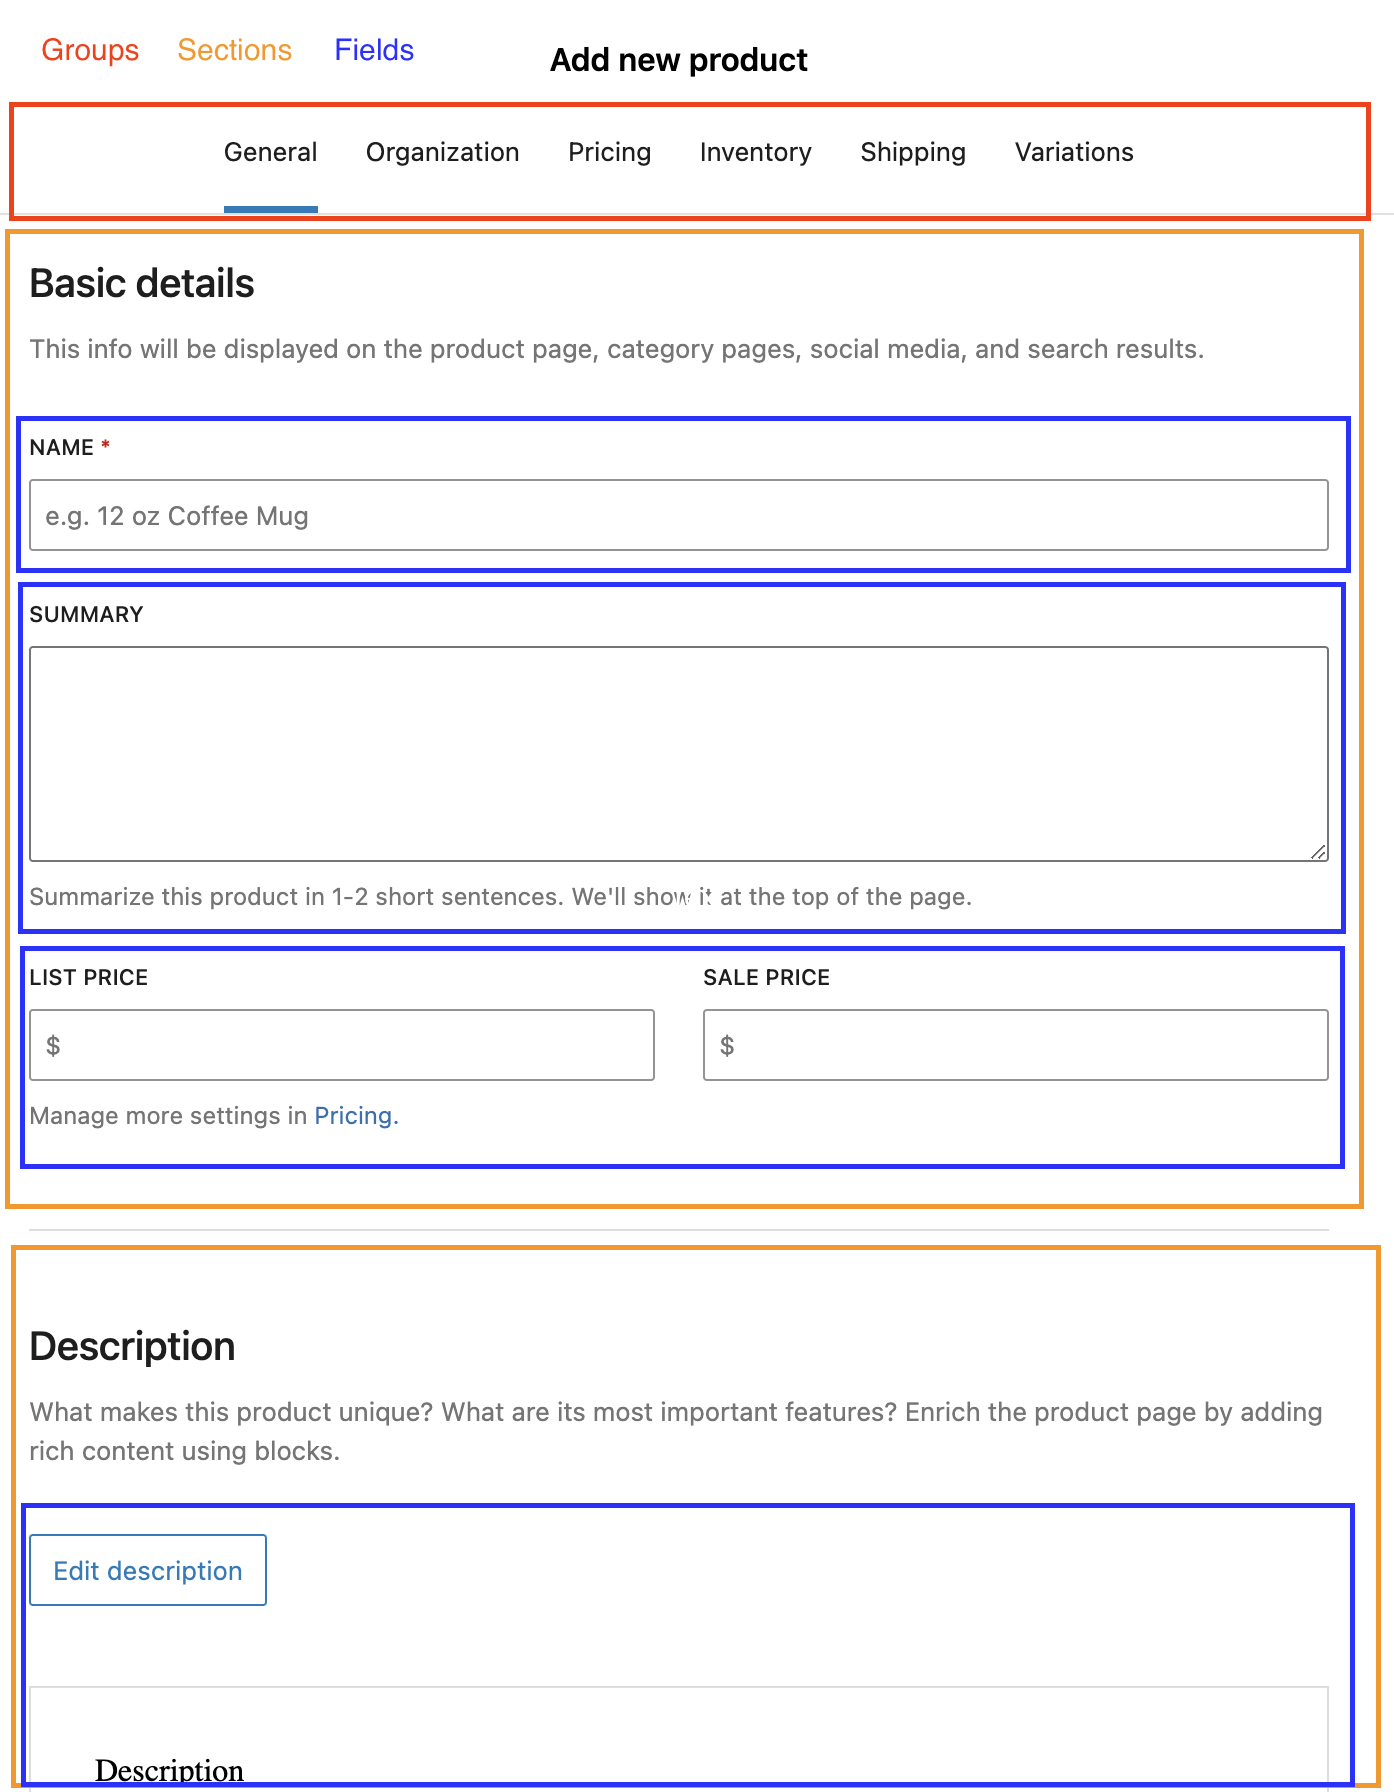 Groups Sections Fields Add new product
General Organization Pricing Inventory Shipping Variations
Basic details
This info will be displayed on the product page, category pages, social media, and search results.
NAME *
e.g. 12 oz Coffee Mug
SUMMARY
Summarize this product in 1-2 short sentences. We'll show it at the top of the page.
LIST PRICE SALE PRICE
$ $
Manage more settings in Pricing.
Description
What makes this product unique? What are its most important features? Enrich the product page by adding
rich content using blocks.
Edit description
Description